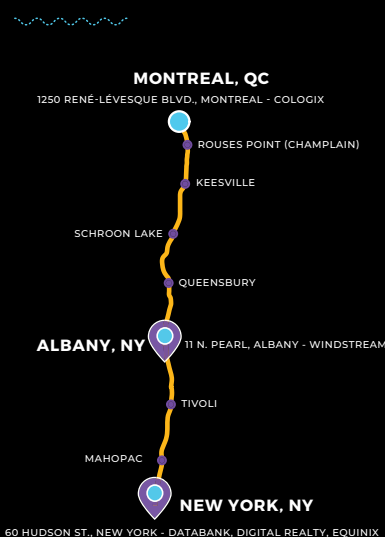 MONTREAL, QC
1250 RENÉ-LÉVESQUE BLVD., MONTREAL - COLOGIX
ROUSES POINT (CHAMPLAIN)
KEESVILLE
SCHROON LAKE
QUEENSBURY
ALBANY, NY
11 N. PEARL, ALBANY - WINDSTREAM
TIVOLI
MAHOPAC
NEW YORK, NY
60 HUDSON ST., NEW YORK - DATABANK, DIGITAL REALTY, EQUINIX